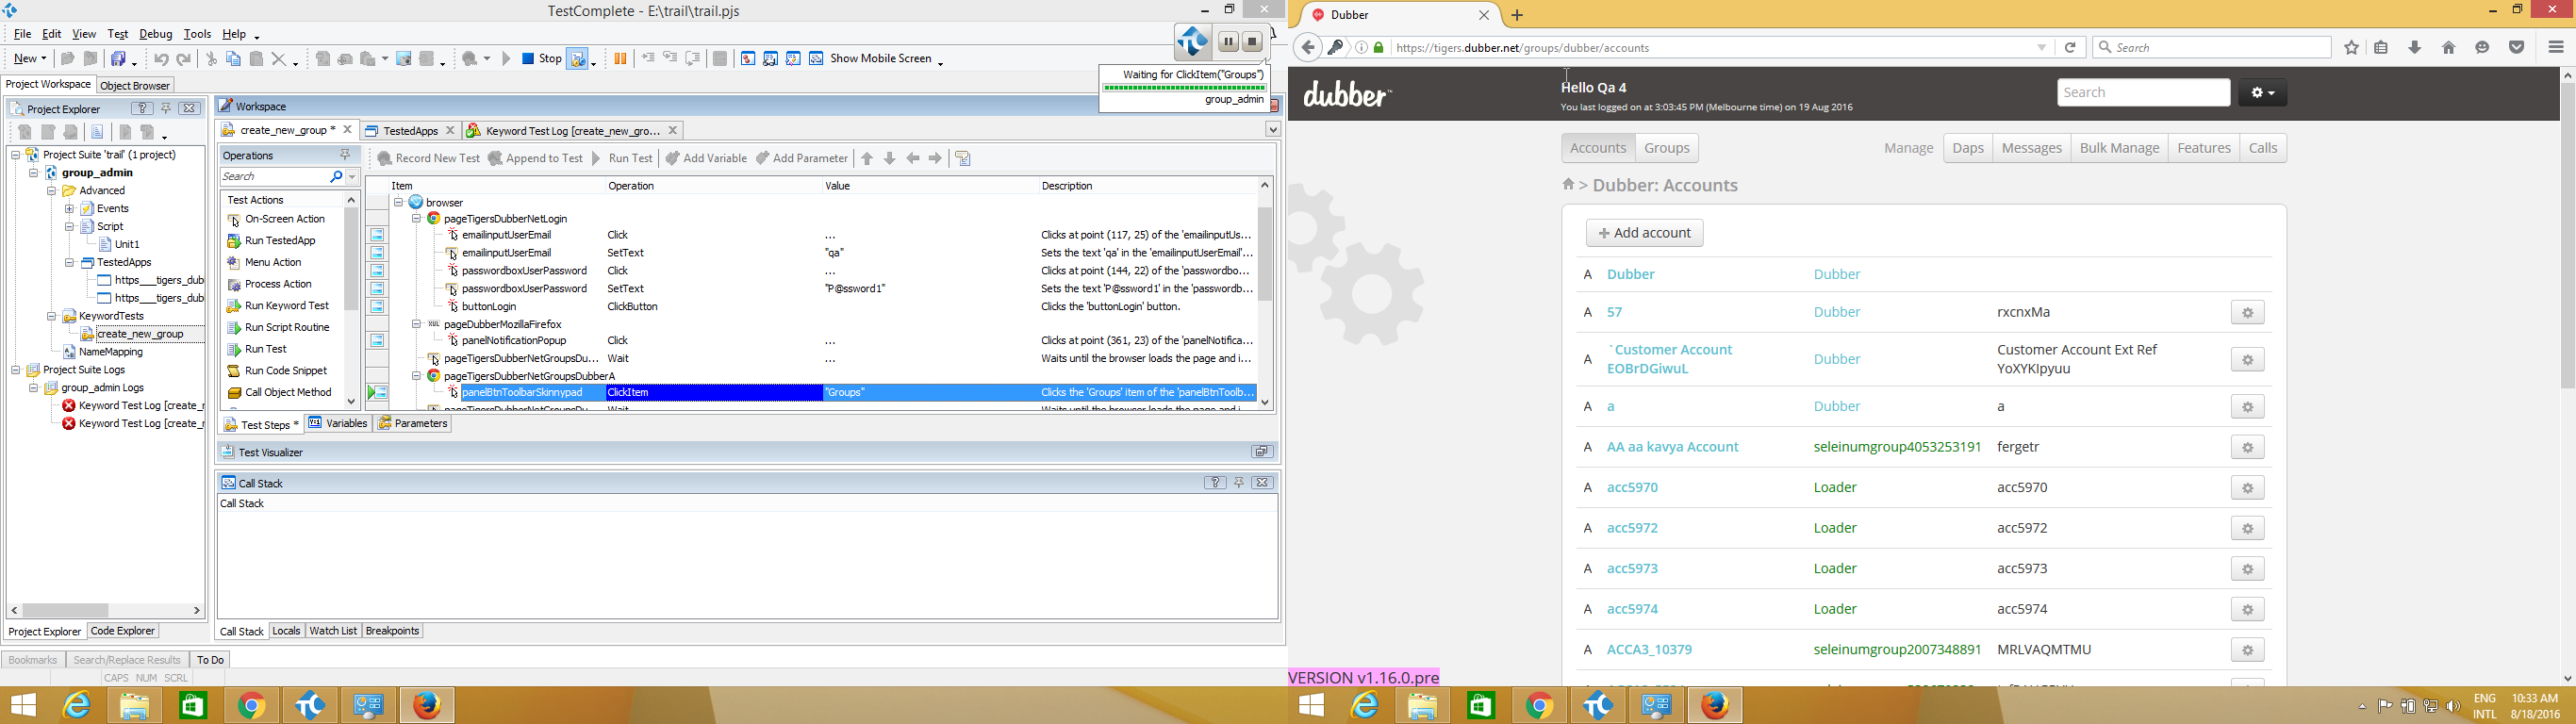 TestComplete - E:\trail\trail.pjs
File Edit View Test Debug Tools Help
New Stop Show Mobile Screen
Waiting for ClickItem("Groups")
group_admin
Project Workspace Object Browser
Project Explorer
Project Suite 'trail' (1 project)
group_admin
Advanced
Events
Script
Unit1
TestedApps
https___tigers_dub
https___tigers_dub
KeywordTests
create_new_group
NameMapping
Project Suite Logs
group_admin Logs
Keyword Test Log [create_r
Keyword Test Log [create_r
Project Explorer Code Explorer
Workspace
create_new_group * TestedApps Keyword Test Log [create_new_gro...
Operations
Search
Test Actions
On-Screen Action
Run TestedApp
Menu Action
Process Action
Run Keyword Test
Run Script Routine
Run Test
Run Code Snippet
Call Object Method
Record New Test Append to Test Run Test Add Variable Add Parameter
Item Operation Value Description
browser
pageTigersDubberNetLogin
emailinputUserEmail Click ... Clicks at point (117, 25) of the 'emailinputUs...
emailinputUserEmail SetText "qa" Sets the text 'qa' in the 'emailinputUserEmail'...
passwordboxUserPassword Click ... Clicks at point (144, 22) of the 'passwordbo...
passwordboxUserPassword SetText "P@ssword1" Sets the text 'P@ssword1' in the 'passwordb...
buttonLogin ClickButton Clicks the 'buttonLogin' button.
pageDubberMozillaFirefox
panelNotificationPopup Click ... Clicks at point (361, 23) of the 'panelNotifica...
pageTigersDubberNetGroupsDu... Wait ... Waits until the browser loads the page and i...
pageTigersDubberNetGroupsDubberA
panelBtnToolbarSkinnypad ClickItem "Groups" Clicks the 'Groups' item of the 'panelBtnToolb...
pageTigersDubberNetGroupsDu... Wait ... Waits until the browser loads the page and i...
Test Steps * Variables Parameters
Test Visualizer
Call Stack
Call Stack
Call Stack Locals Watch List Breakpoints
Bookmarks Search/Replace Results To Do
CAPS NUM SCRL
Dubber
https://tigers.dubber.net/groups/dubber/accounts
Search
dubber™
Hello Qa 4
You last logged on at 3:03:45 PM (Melbourne time) on 19 Aug 2016
Search
Accounts Groups
Manage Daps Messages Bulk Manage Features Calls
> Dubber: Accounts
+ Add account
A Dubber Dubber
A 57 Dubber rxcnxMa
A `Customer Account EOBrDGiwuL Dubber Customer Account Ext Ref YoXYKIpyuu
A a Dubber a
A AA aa kavya Account seleinumgroup4053253191 fergetr
A acc5970 Loader acc5970
A acc5972 Loader acc5972
A acc5973 Loader acc5973
A acc5974 Loader acc5974
A ACCA3_10379 seleinumgroup2007348891 MRLVAQMTMU
VERSION v1.16.0.pre
ENG
INTL
10:33 AM
8/18/2016